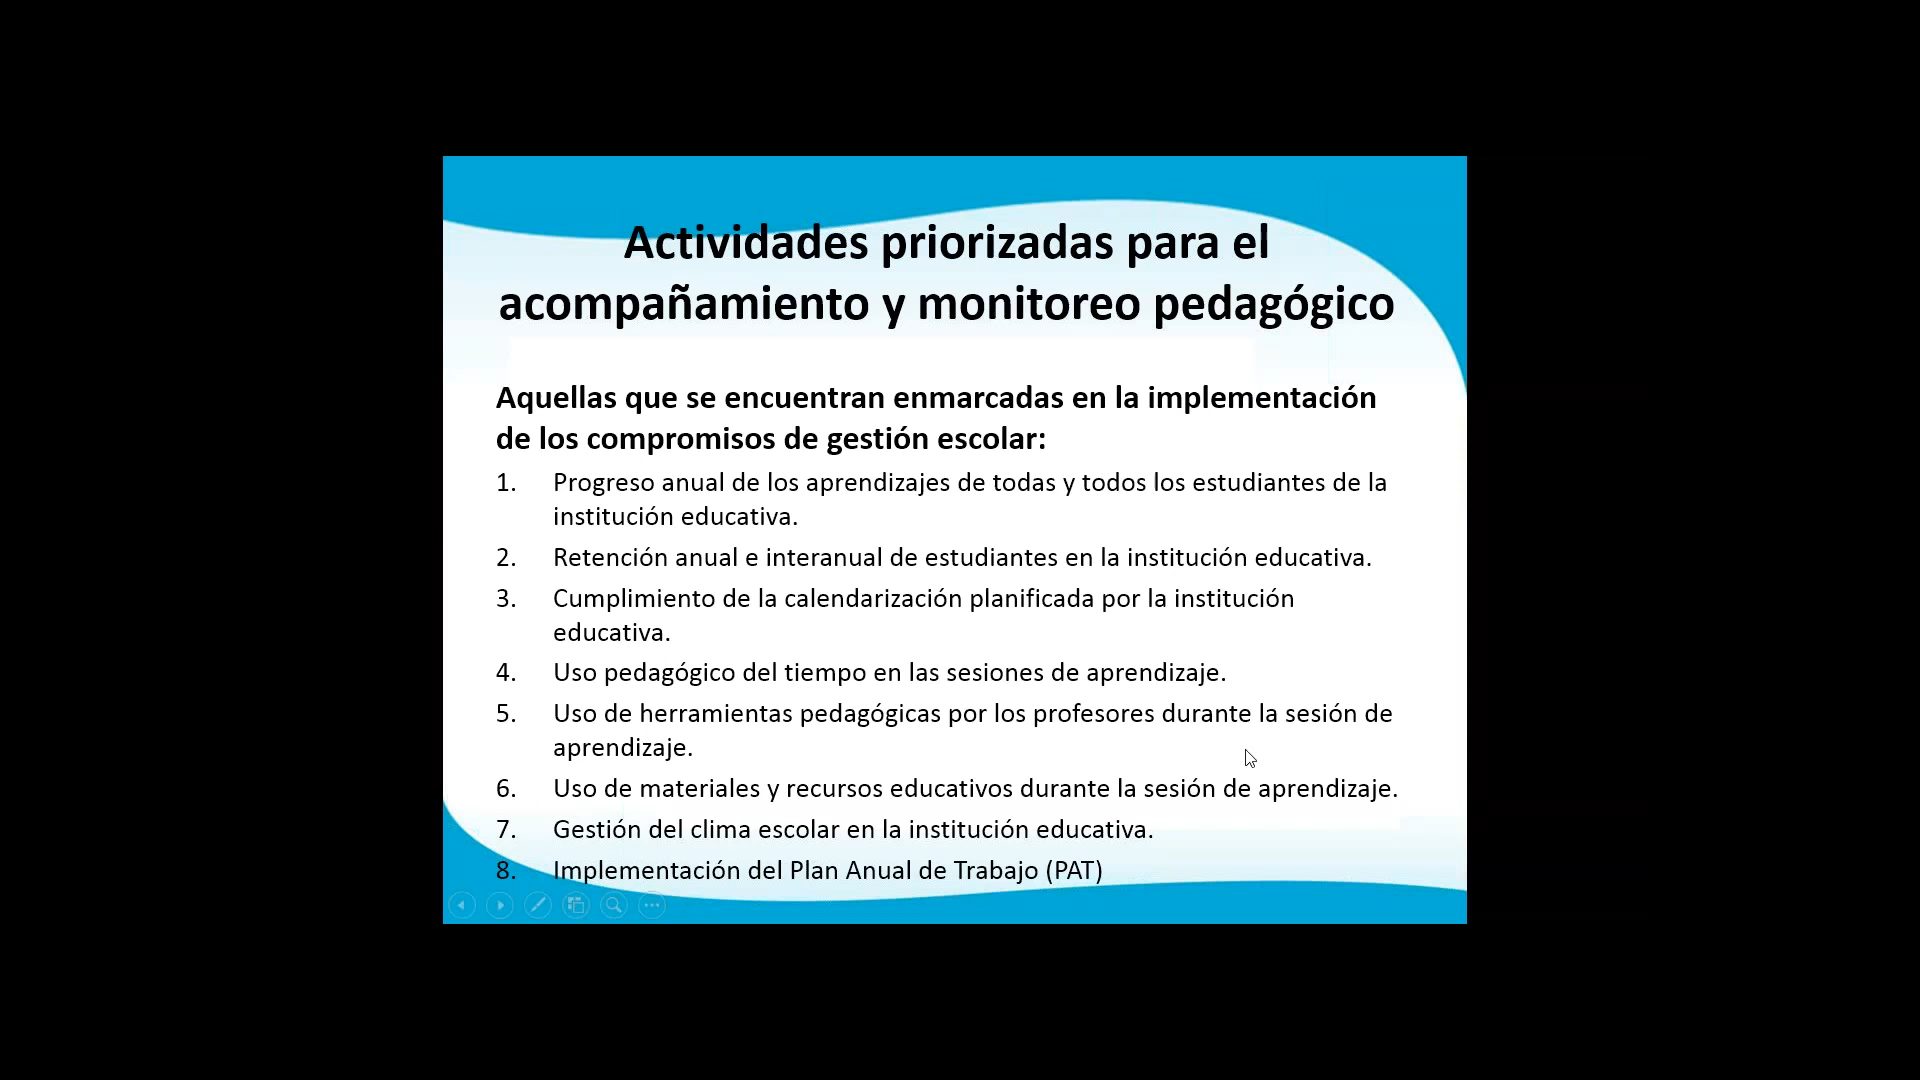 Actividades priorizadas para el
acompañamiento y monitoreo pedagógico
Aquellas que se encuentran enmarcadas en la implementación
de los compromisos de gestión escolar:
1. Progreso anual de los aprendizajes de todas y todos los estudiantes de la
institución educativa.
2. Retención anual e interanual de estudiantes en la institución educativa.
3. Cumplimiento de la calendarización planificada por la institución
educativa.
4. Uso pedagógico del tiempo en las sesiones de aprendizaje.
5. Uso de herramientas pedagógicas por los profesores durante la sesión de
aprendizaje.
6. Uso de materiales y recursos educativos durante la sesión de aprendizaje.
7. Gestión del clima escolar en la institución educativa.
8. Implementación del Plan Anual de Trabajo (PAT)